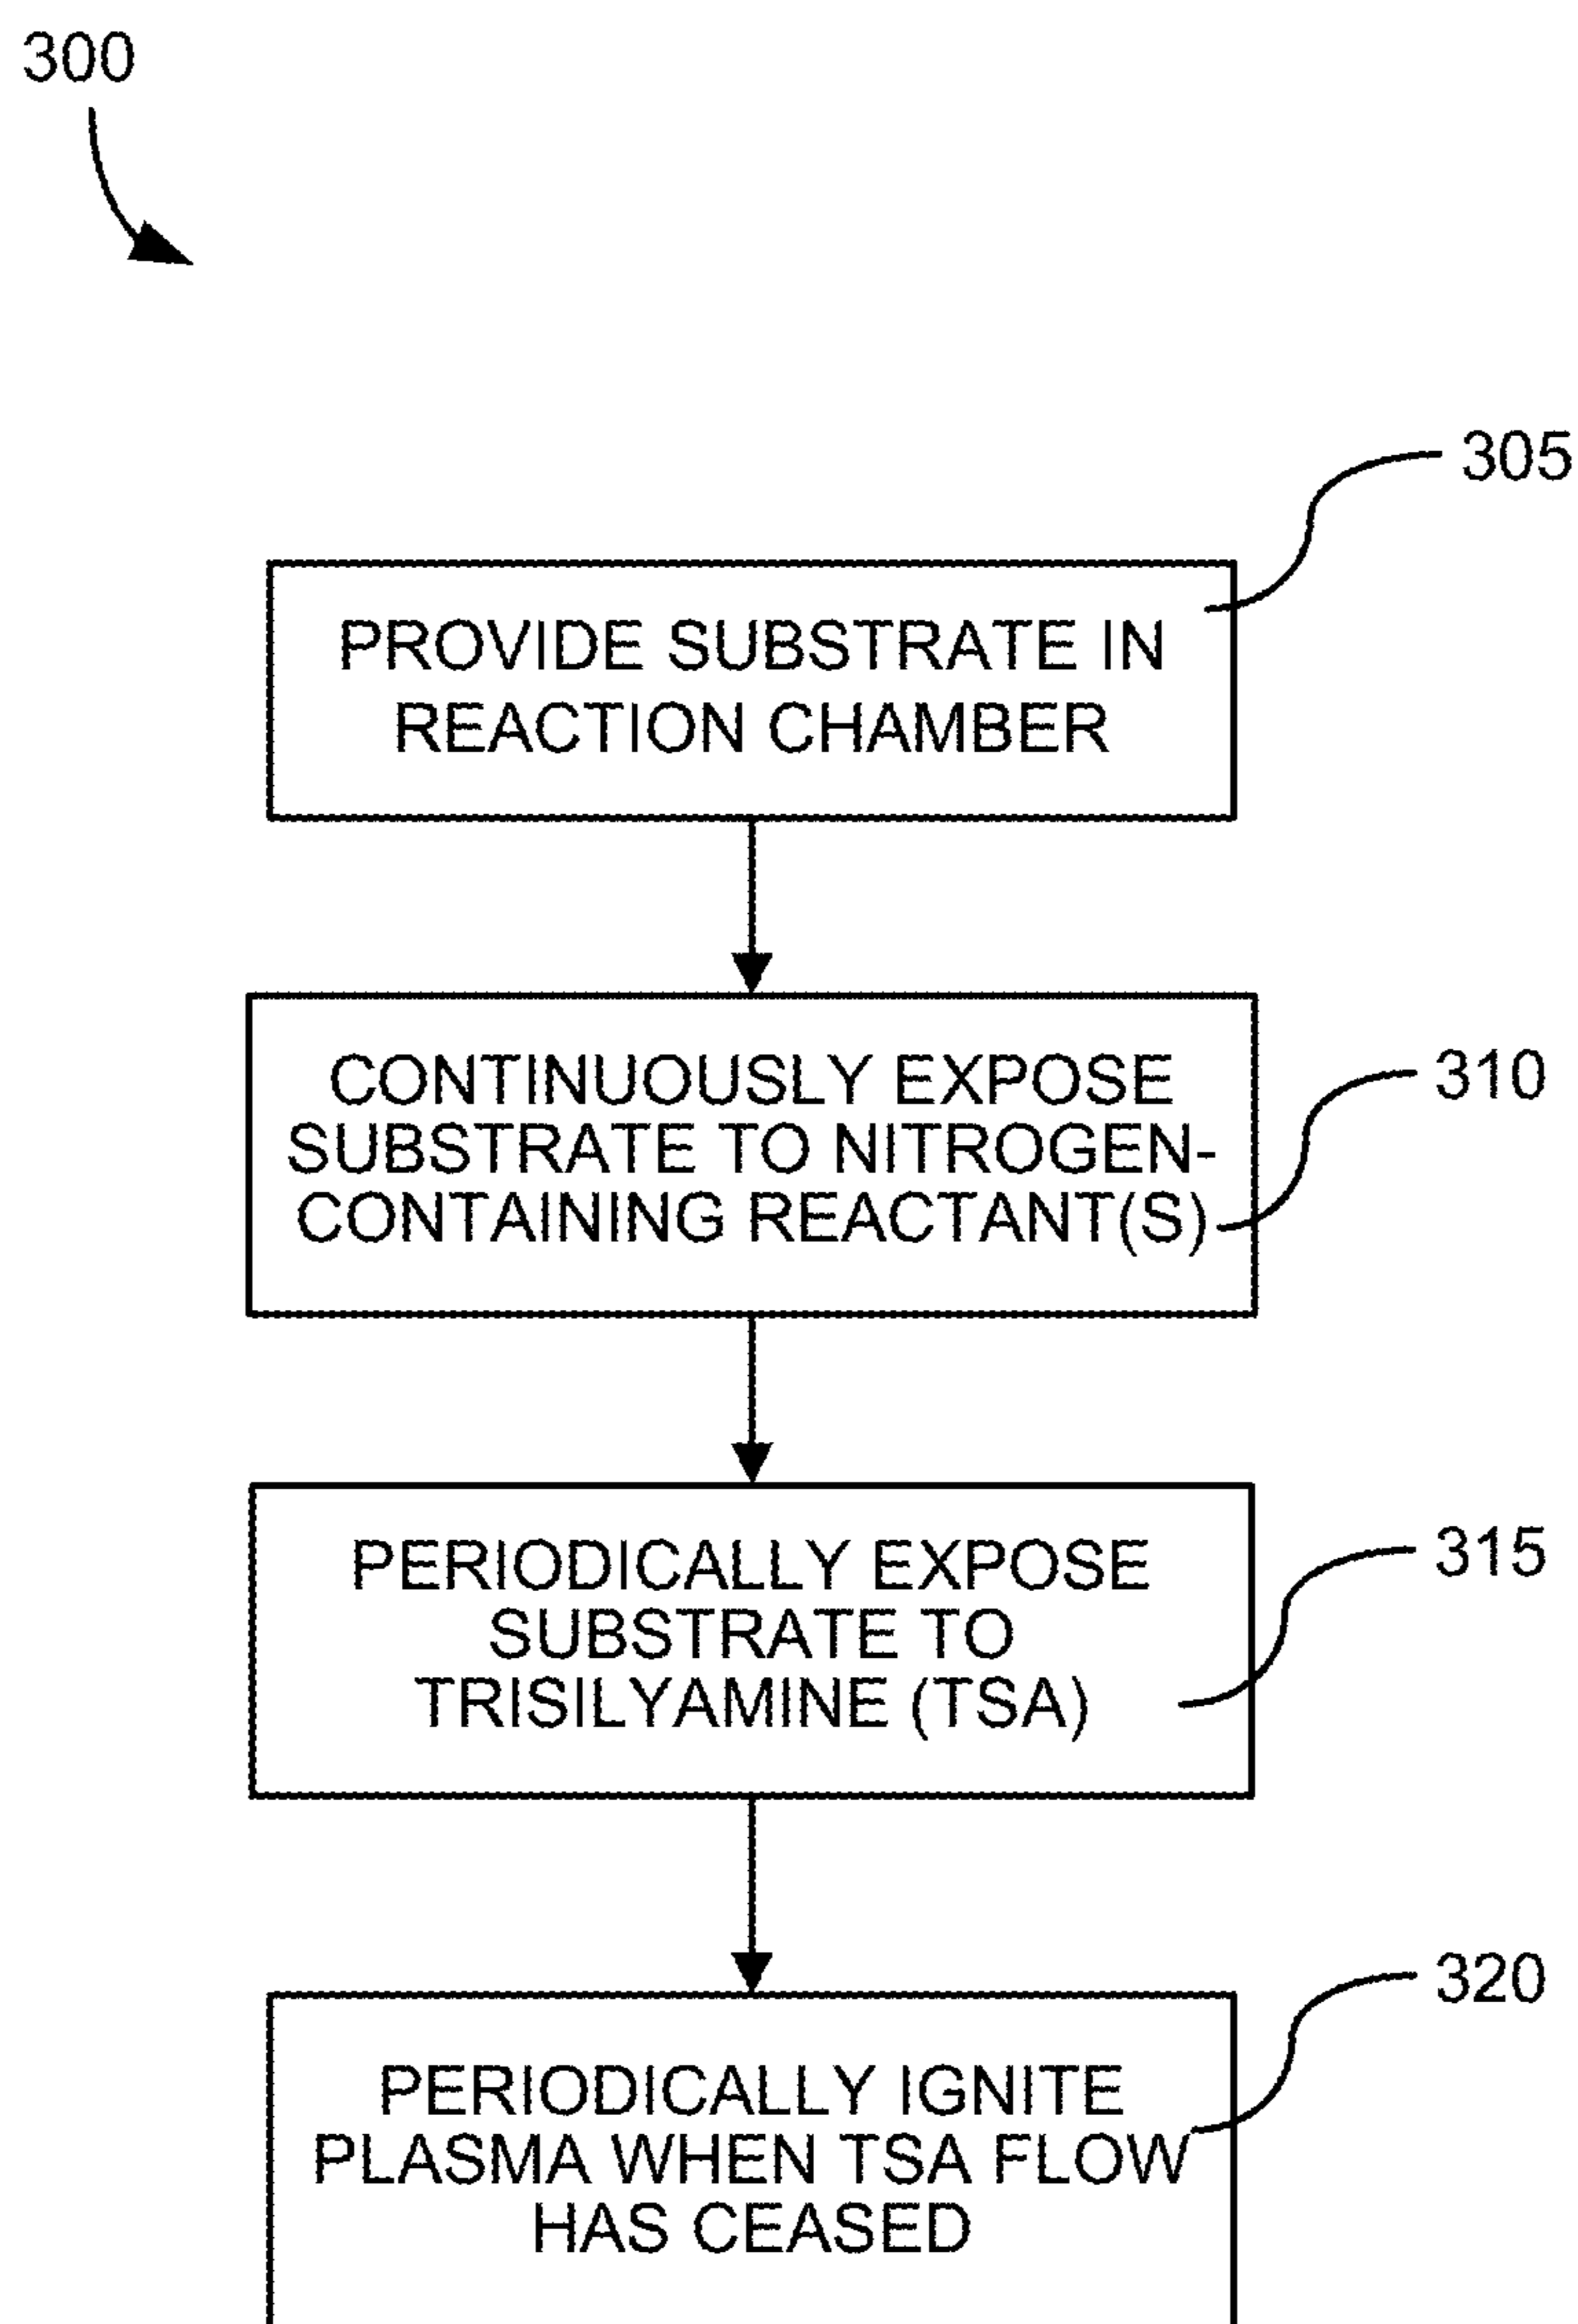 300
305
PROVIDE SUBSTRATE IN
REACTION CHAMBER
CONTINUOUSLY EXPOSE
SUBSTRATE TO NITROGEN-
CONTAINING REACTANT(S)
310
PERIODICALLY EXPOSE
SUBSTRATE TO
TRISILYAMINE (TSA)
315
320
PERIODICALLY IGNITE
PLASMA WHEN TSA FLOW
HAS CEASED